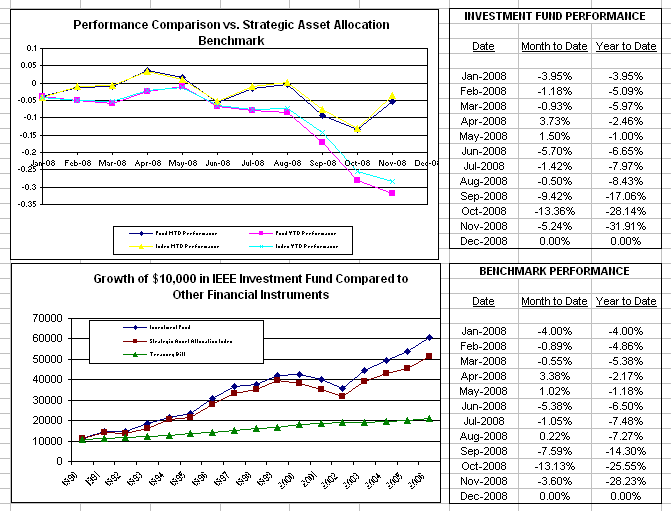 Performance Comparison vs. Strategic Asset Allocation
Benchmark
0.1
0.05
0
-0.05
-0.1
-0.15
-0.2
-0.25
-0.3
-0.35
Jan-08 Feb-08 Mar-08 Apr-08 May-08 Jun-08 Jul-08 Aug-08 Sep-08 Oct-08 Nov-08 Dec-08
Fund MTD Performance Fund YTD Performance
Index MTD Performance Index YTD Performance
INVESTMENT FUND PERFORMANCE
Date Month to Date Year to Date
Jan-2008 -3.95% -3.95%
Feb-2008 -1.18% -5.09%
Mar-2008 -0.93% -5.97%
Apr-2008 3.73% -2.46%
May-2008 1.50% -1.00%
Jun-2008 -5.70% -6.65%
Jul-2008 -1.42% -7.97%
Aug-2008 -0.50% -8.43%
Sep-2008 -9.42% -17.06%
Oct-2008 -13.36% -28.14%
Nov-2008 -5.24% -31.91%
Dec-2008 0.00% 0.00%
Growth of $10,000 in IEEE Investment Fund Compared to
Other Financial Instruments
70000
60000
50000
40000
30000
20000
10000
0
Investment Fund
Strategic Asset Allocation Index
Treasury Bill
6/90 1991 1992 1993 1994 1995 1996 1997 1998 1999 2000 2001 2002 2003 2004 2005 2006
BENCHMARK PERFORMANCE
Date Month to Date Year to Date
Jan-2008 -4.00% -4.00%
Feb-2008 -0.89% -4.86%
Mar-2008 -0.55% -5.38%
Apr-2008 3.38% -2.17%
May-2008 1.02% -1.18%
Jun-2008 -5.38% -6.50%
Jul-2008 -1.05% -7.48%
Aug-2008 0.22% -7.27%
Sep-2008 -7.59% -14.30%
Oct-2008 -13.13% -25.55%
Nov-2008 -3.60% -28.23%
Dec-2008 0.00% 0.00%